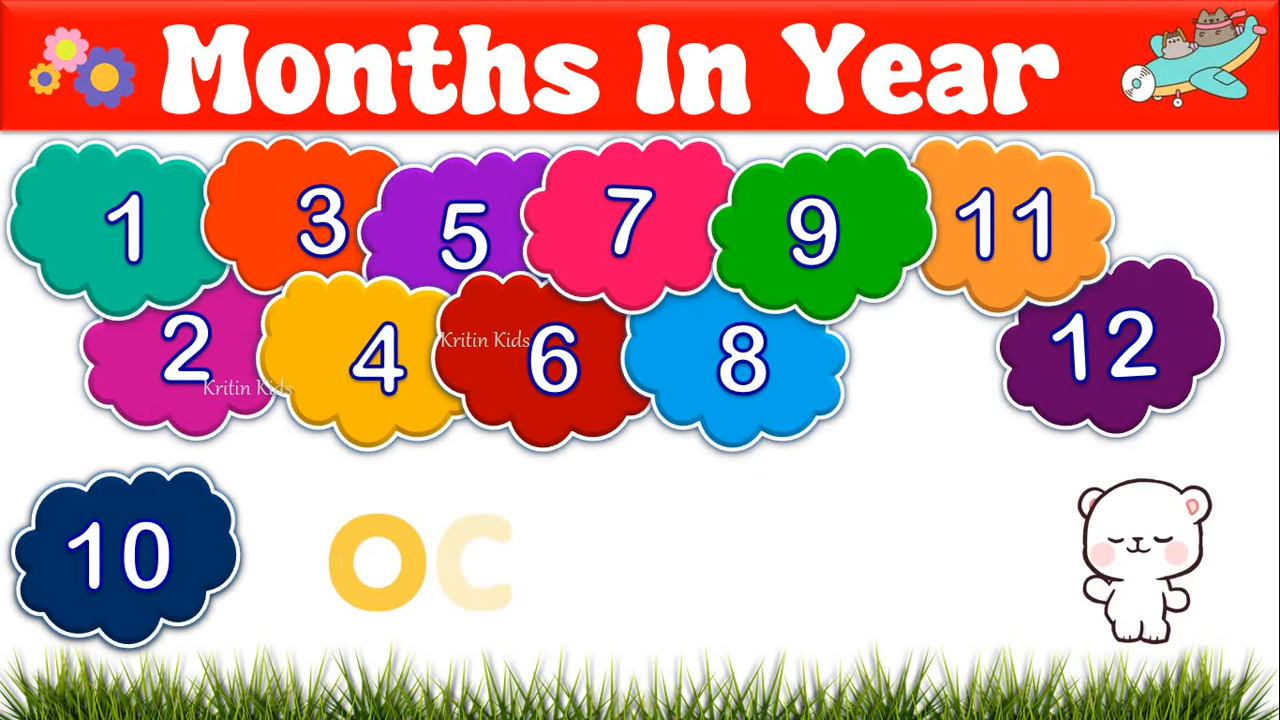 Months In Year
1 3 5 7 9 11
2 4 6 8 12
Kritin Kids
Kritin Kids
10 OC